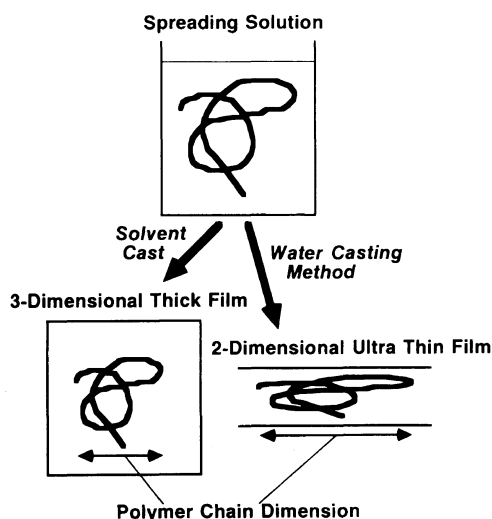 Spreading Solution
Solvent
Cast
Water Casting
Method
3-Dimensional Thick Film
2-Dimensional Ultra Thin Film
Polymer Chain Dimension